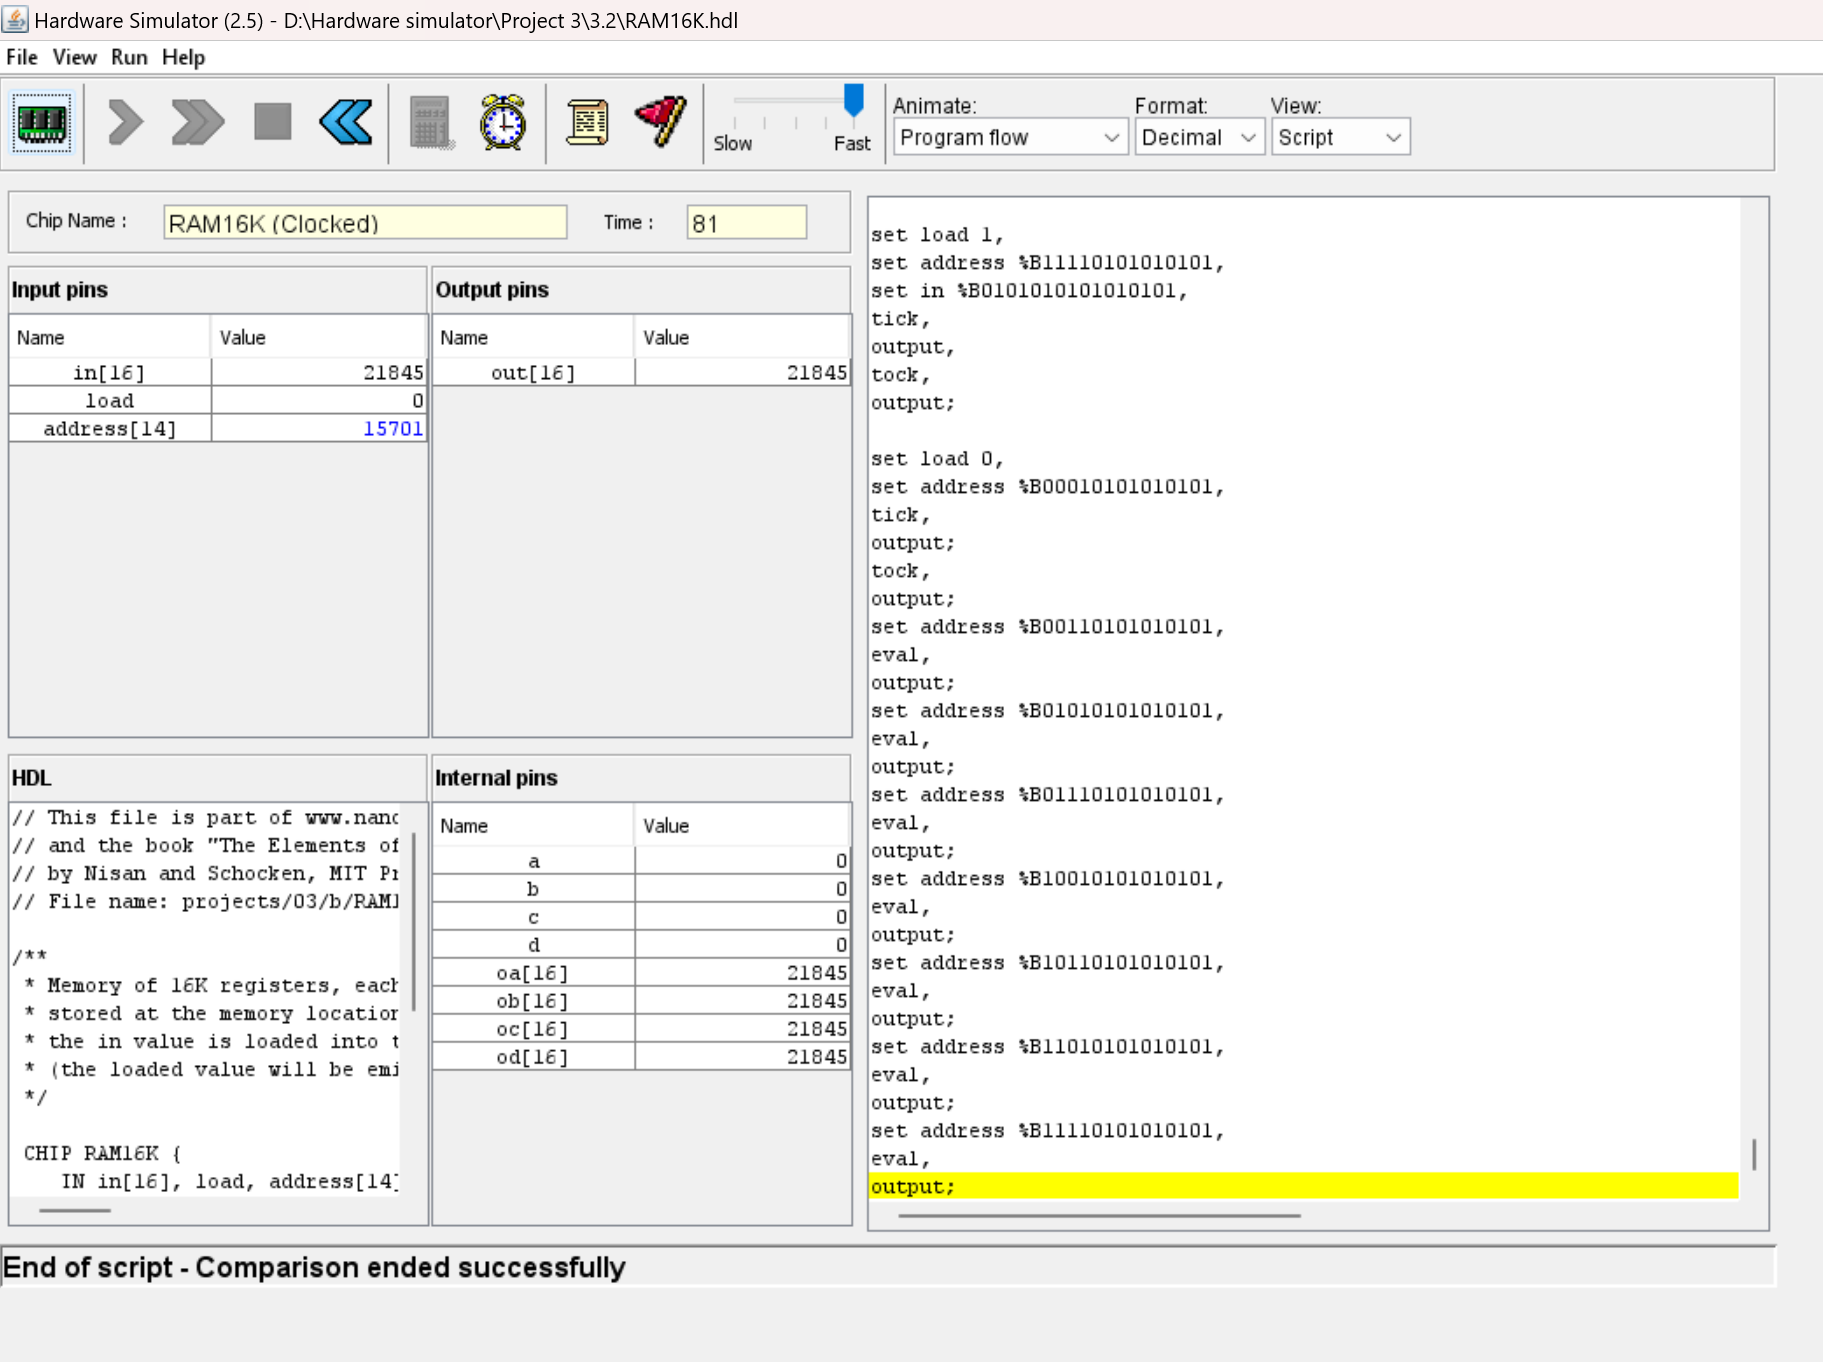 Hardware Simulator (2.5) - D:\Hardware simulator\Project 3\3.2\RAM16K.hdl
File View Run Help
Slow Fast
Animate: Format: View:
Program flow Decimal Script
Chip Name : RAM16K (Clocked) Time : 81
Input pins
Name Value
in[16] 21845
load 0
address[14] 15701
Output pins
Name Value
out[16] 21845
HDL
// This file is part of www.nand
// and the book "The Elements of
// by Nisan and Schocken, MIT Pr
// File name: projects/03/b/RAM1
/**
* Memory of 16K registers, each
* stored at the memory location
* the in value is loaded into t
* (the loaded value will be emi
*/
CHIP RAM16K {
IN in[16], load, address[14]
Internal pins
Name Value
a 0
b 0
c 0
d 0
oa[16] 21845
ob[16] 21845
oc[16] 21845
od[16] 21845
set load 1,
set address %B11110101010101,
set in %B0101010101010101,
tick,
output,
tock,
output;
set load 0,
set address %B00010101010101,
tick,
output;
tock,
output;
set address %B00110101010101,
eval,
output;
set address %B01010101010101,
eval,
output;
set address %B01110101010101,
eval,
output;
set address %B10010101010101,
eval,
output;
set address %B10110101010101,
eval,
output;
set address %B11010101010101,
eval,
output;
set address %B11110101010101,
eval,
output;
End of script - Comparison ended successfully